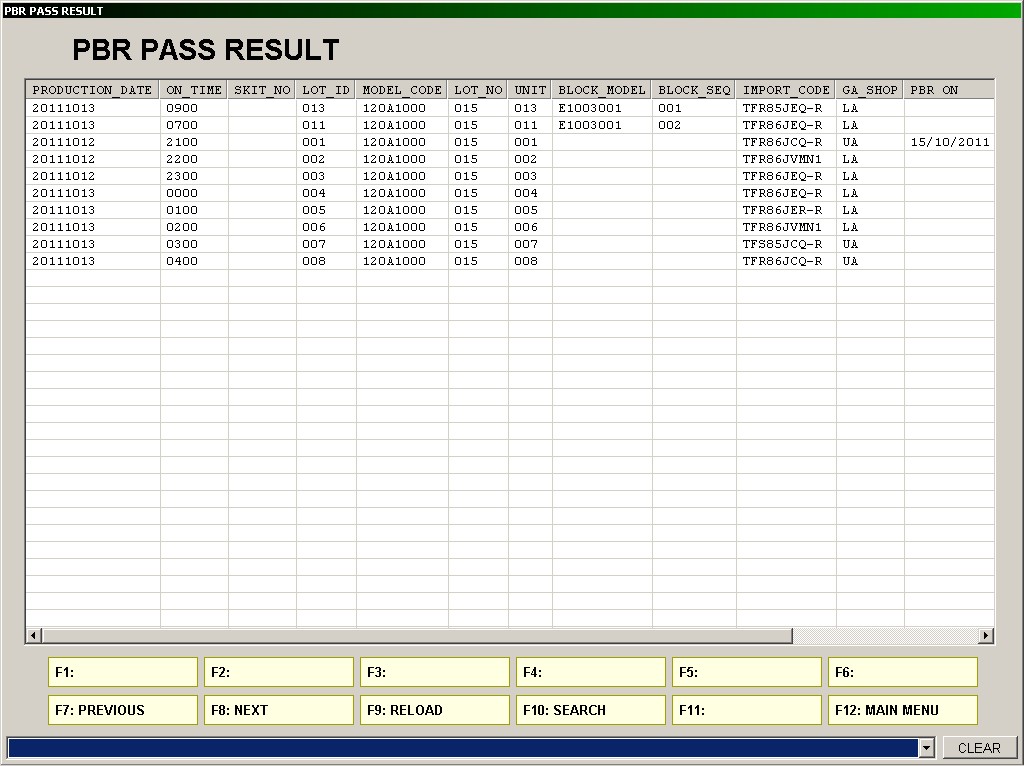 PBR PASS RESULT
PBR PASS RESULT
PRODUCTION_DATE ON_TIME SKIT_NO LOT_ID MODEL_CODE LOT_NO UNIT BLOCK_MODEL BLOCK_SEQ IMPORT_CODE GA_SHOP PBR ON
20111013 0900 013 120A1000 015 013 E1003001 001 TFR85JEQ-R LA
20111013 0700 011 120A1000 015 011 E1003001 002 TFR86JEQ-R LA
20111012 2100 001 120A1000 015 001 TFR86JCQ-R UA 15/10/2011
20111012 2200 002 120A1000 015 002 TFR86JVMN1 LA
20111012 2300 003 120A1000 015 003 TFR86JEQ-R LA
20111013 0000 004 120A1000 015 004 TFR86JEQ-R LA
20111013 0100 005 120A1000 015 005 TFR86JER-R LA
20111013 0200 006 120A1000 015 006 TFR86JVMN1 LA
20111013 0300 007 120A1000 015 007 TFS85JCQ-R UA
20111013 0400 008 120A1000 015 008 TFR86JCQ-R UA
F1: F2: F3: F4: F5: F6:
F7: PREVIOUS F8: NEXT F9: RELOAD F10: SEARCH F11: F12: MAIN MENU
CLEAR